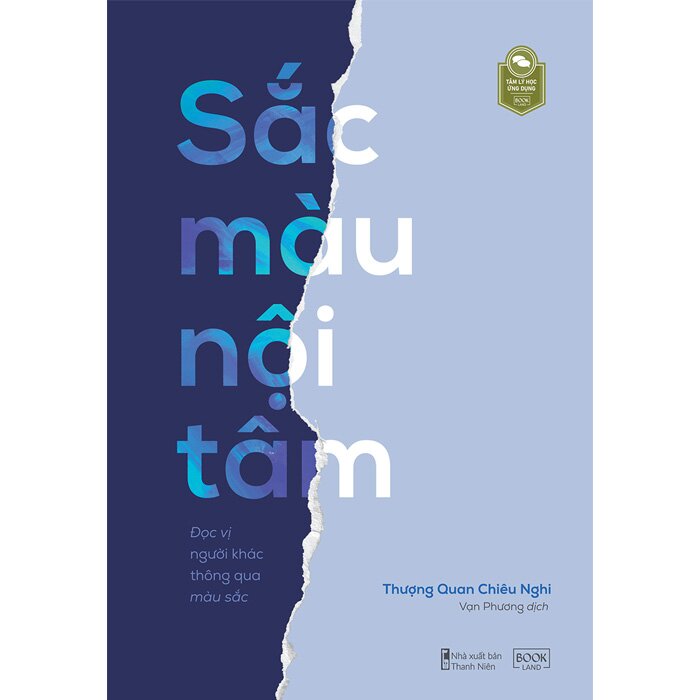 TÂM LÝ HỌC
ỨNG DỤNG
BOOK
LAND
Sắc
màu
nội
tâm
Đọc vị
người khác
thông qua
màu sắc
Thượng Quan Chiêu Nghi
Vạn Phương dịch
Nhà xuất bản
Thanh Niên
BOOK
LAND